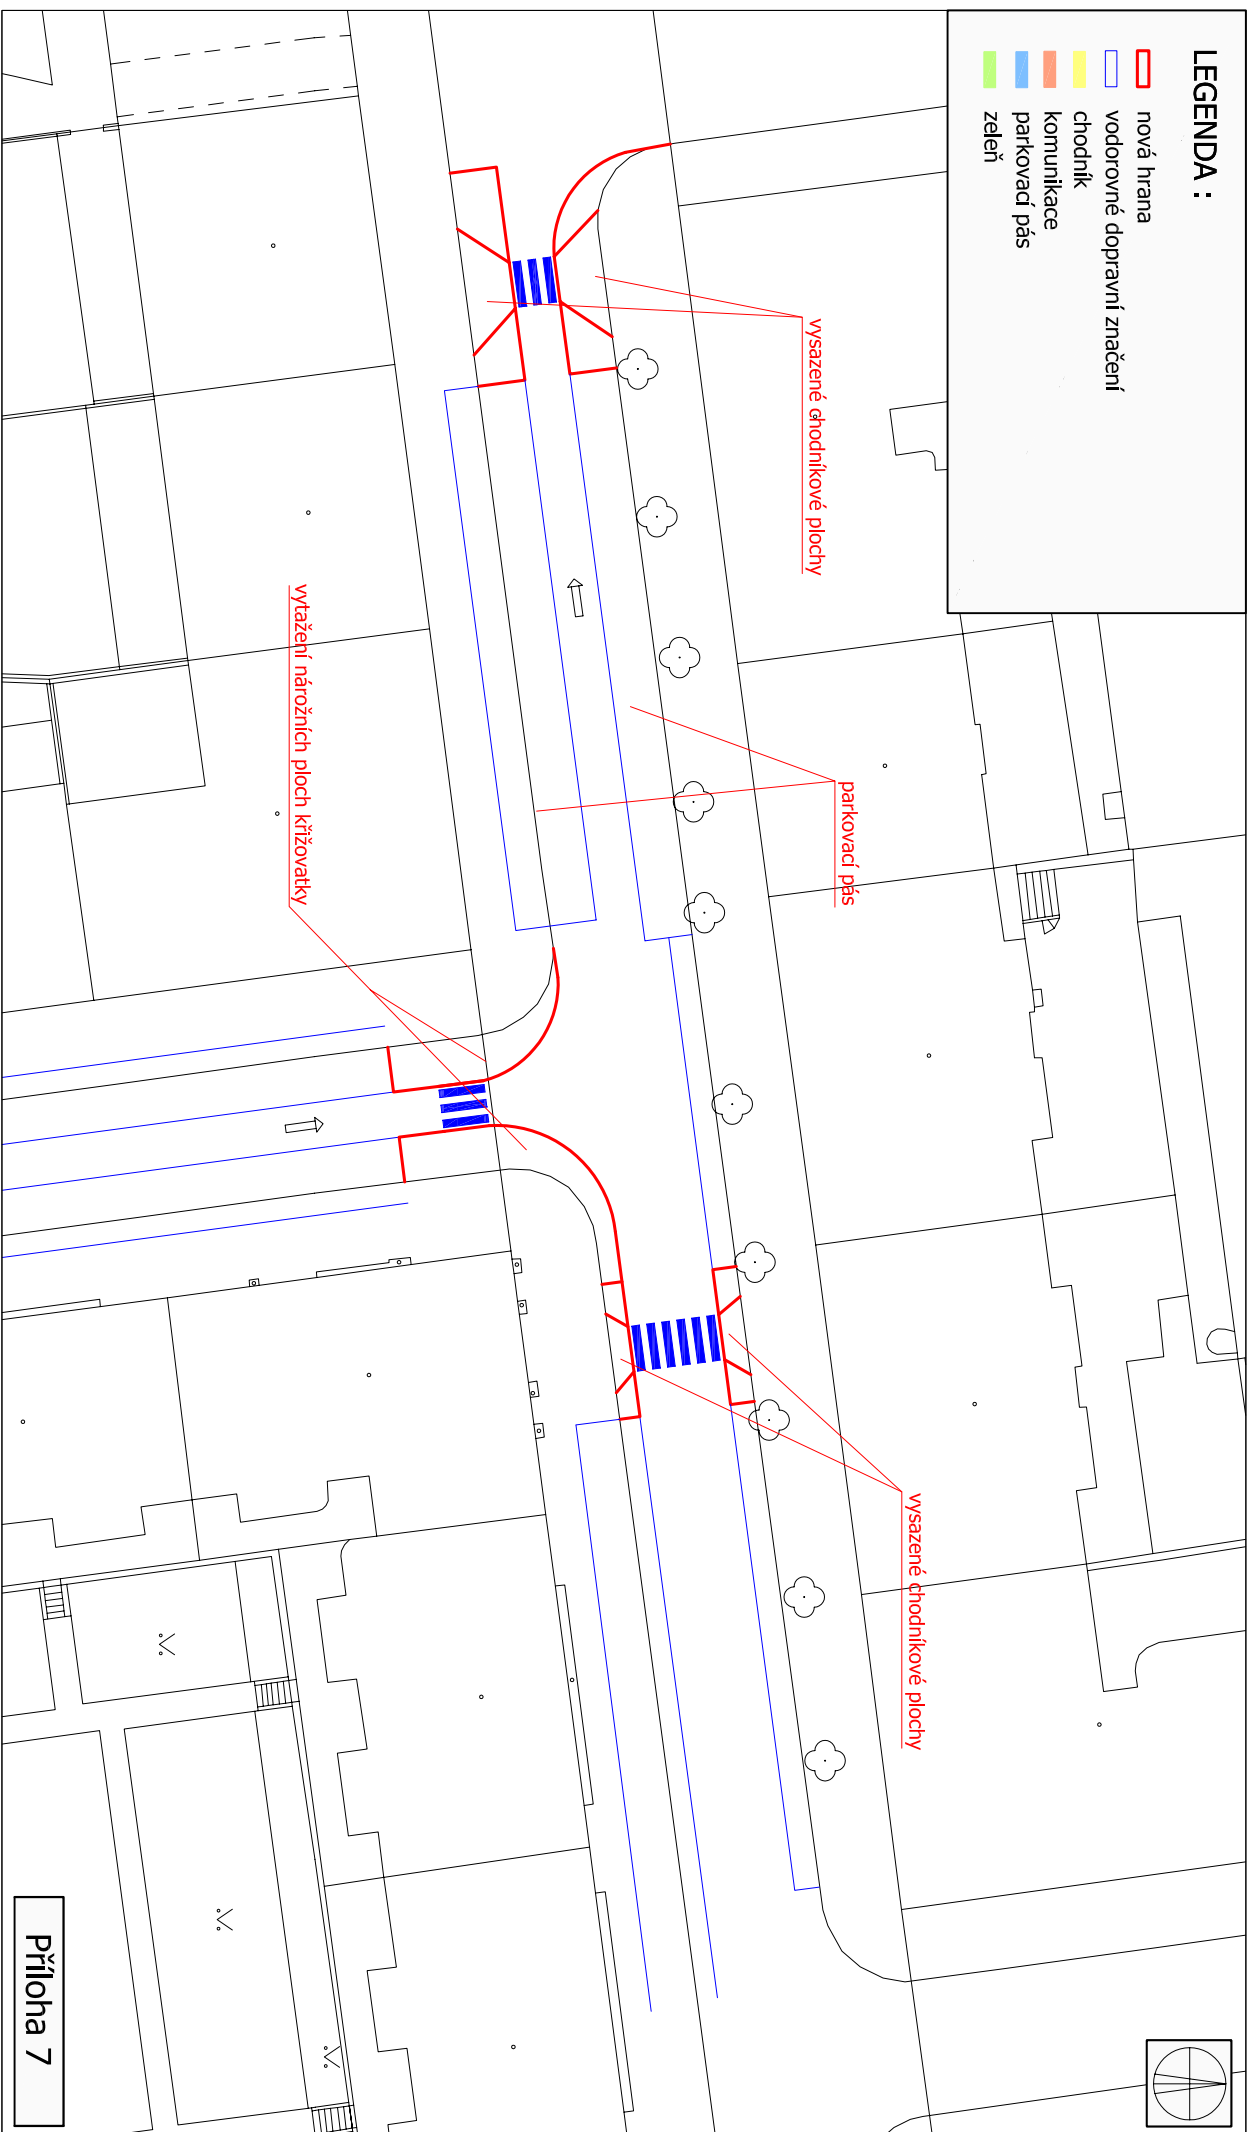 LEGENDA :
nová hrana
vodorovné dopravní značení
chodník
komunikace
parkovací pás
zeleň
vysazené chodníkové plochy
parkovací pás
vytažení nárožních ploch křižovatky
vysazené chodníkové plochy
Příloha 7